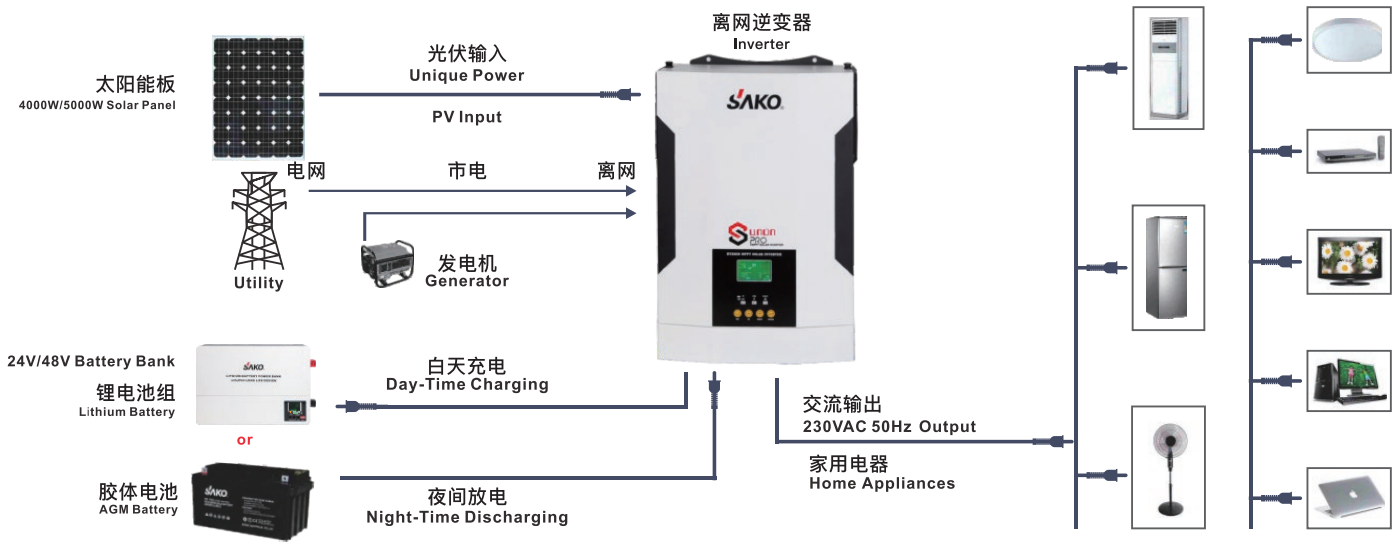 太阳能板
4000W/5000W Solar Panel
光伏输入
Unique Power
PV Input
离网逆变器
Inverter
SAKO
电网
市电
离网
Utility
发电机
Generator
Sunon
PRO
24V/48V Battery Bank
锂电池组
Lithium Battery
SAKO
白天充电
Day-Time Charging
or
胶体电池
AGM Battery
SAKO
夜间放电
Night-Time Discharging
交流输出
230VAC 50Hz Output
家用电器
Home Appliances